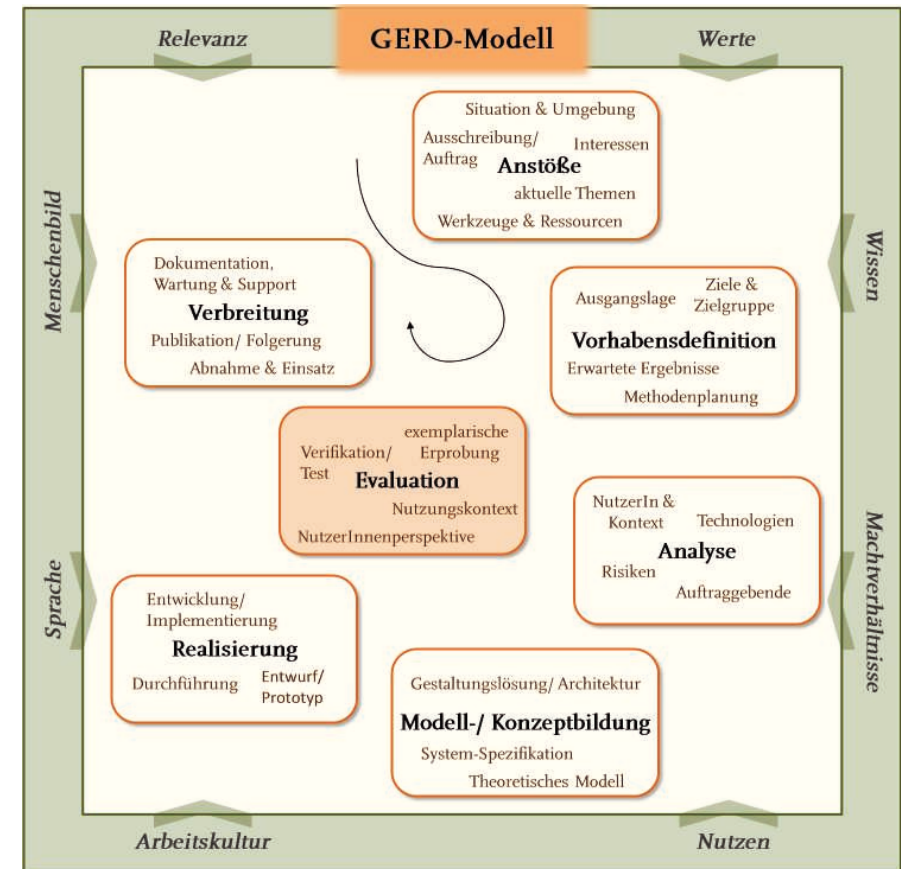 Relevanz
GERD-Modell
Werte
Menschenbild
Wissen
Sprache
Machtverhältnisse
Situation & Umgebung
Ausschreibung/
Auftrag
Interessen
Anstöße
aktuelle Themen
Werkzeuge & Ressourcen
Dokumentation,
Wartung & Support
Verbreitung
Publikation/ Folgerung
Abnahme & Einsatz
Ausgangslage
Ziele &
Zielgruppe
Vorhabensdefinition
Erwartete Ergebnisse
Methodenplanung
exemplarische
Erprobung
Verifikation/
Test
Evaluation
Nutzungskontext
NutzerInnenperspektive
NutzerIn &
Kontext
Technologien
Analyse
Risiken
Auftraggebende
Entwicklung/
Implementierung
Realisierung
Durchführung
Entwurf/
Prototyp
Gestaltungslösung/ Architektur
Modell-/ Konzeptbildung
System-Spezifikation
Theoretisches Modell
Arbeitskultur
Nutzen